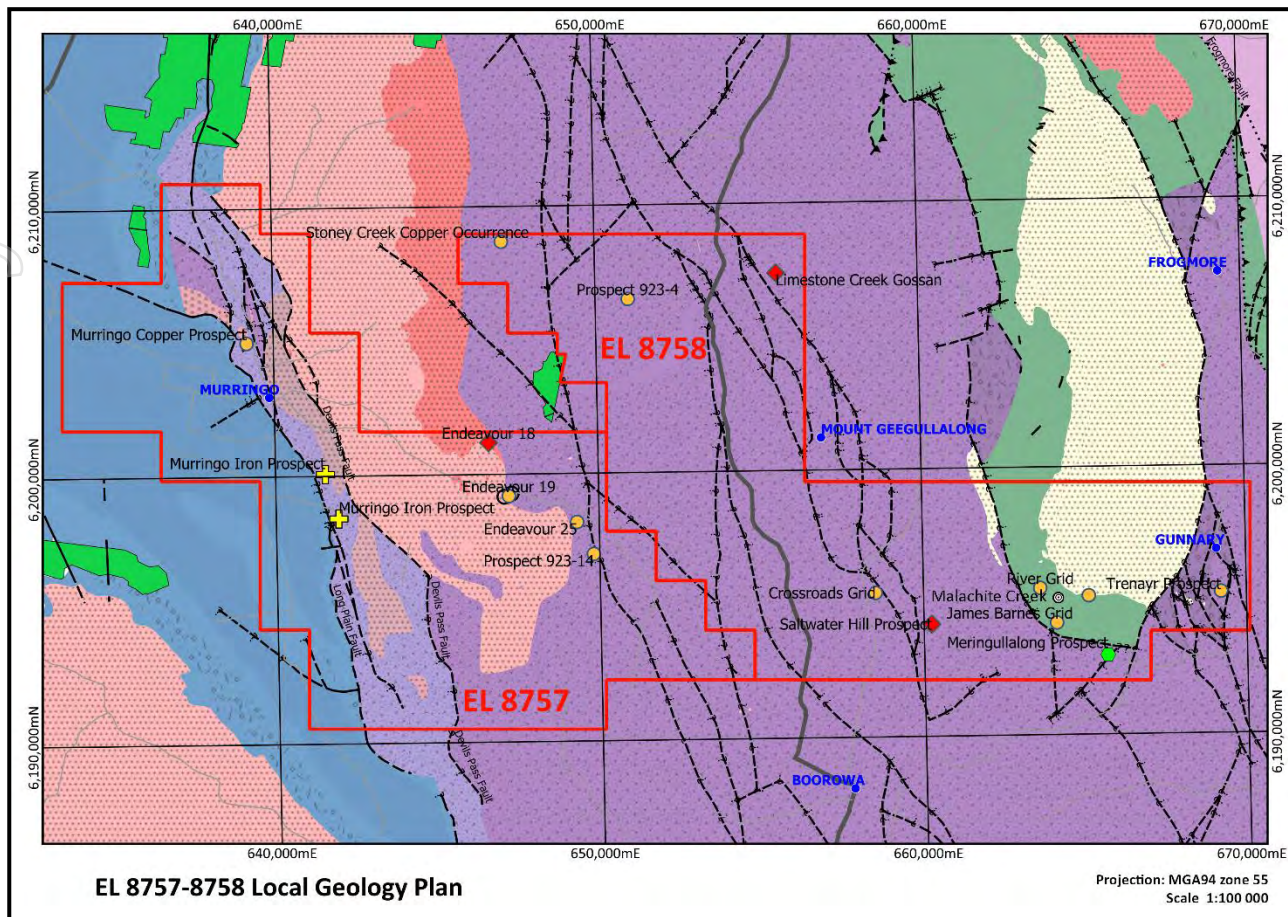 640,000mE
650,000mE
660,000mE
670,000mE
Frogmore Fault
6,210,000mN
6,210,000mN
Stoney Creek Copper Occurrence
FROGMORE
Limestone Creek Gossan
Prospect 923-4
Murringo Copper Prospect
EL 8758
MURRINGO
Devils Pass Fault
MOUNT GEEGULLALONG
Endeavour 18
Murringo Iron Prospect
6,200,000mN
6,200,000mN
Endeavour 19
Murringo Iron Prospect
Endeavour 25
GUNNARY
Prospect 923-14
River Grid
Trenayr Prospect
Crossroads Grid
Malachite Creek
Devils Pass Fault
Long Plain Fault
James Barnes Grid
Saltwater Hill Prospect
Meringullalong Prospect
EL 8757
6,190,000mN
6,190,000mN
Devils Pass Fault
BOOROWA
640,000mE
650,000mE
660,000mE
670,000mE
EL 8757-8758 Local Geology Plan
Projection: MGA94 zone 55
Scale 1:100 000